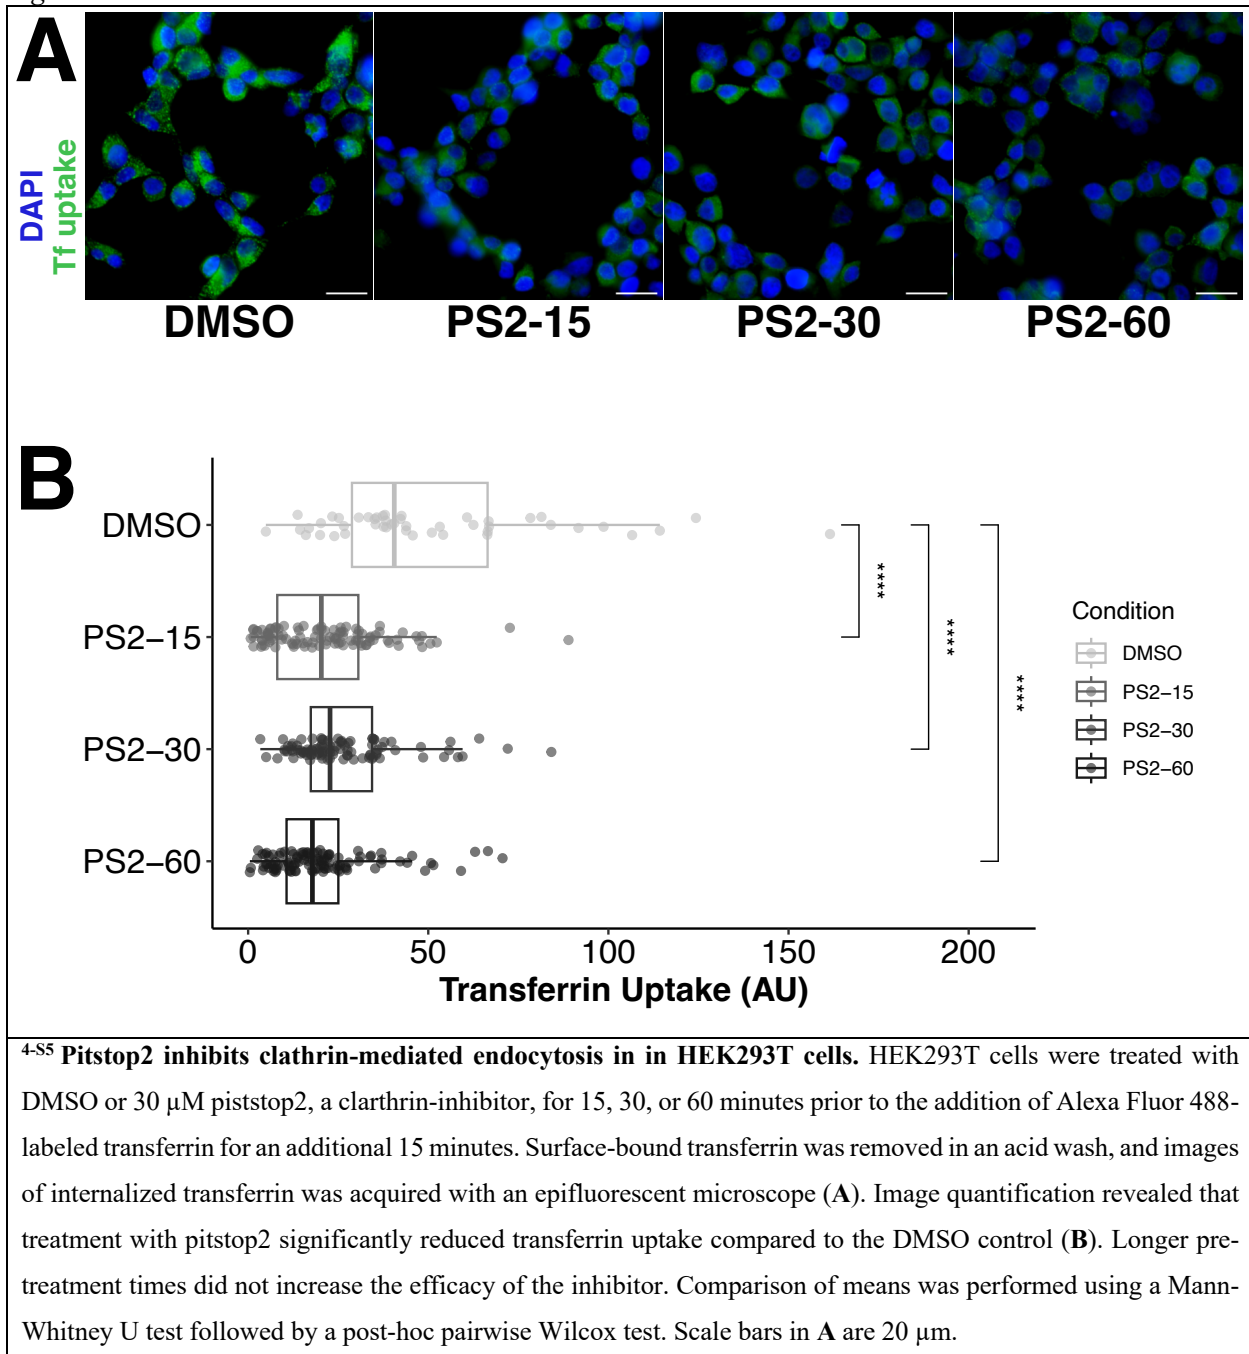 A
DAPI
Tf uptake
DMSO
PS2-15
PS2-30
PS2-60
B
DMSO
PS2−15
PS2−30
PS2−60
****
****
****
0
50
100
150
200
Transferrin Uptake (AU)
Condition
DMSO
PS2−15
PS2−30
PS2−60
4-S5 Pitstop2 inhibits clathrin-mediated endocytosis in in HEK293T cells. HEK293T cells were treated with
DMSO or 30 µM piststop2, a clarthrin-inhibitor, for 15, 30, or 60 minutes prior to the addition of Alexa Fluor 488-
labeled transferrin for an additional 15 minutes. Surface-bound transferrin was removed in an acid wash, and images
of internalized transferrin was acquired with an epifluorescent microscope (A). Image quantification revealed that
treatment with pitstop2 significantly reduced transferrin uptake compared to the DMSO control (B). Longer pre-
treatment times did not increase the efficacy of the inhibitor. Comparison of means was performed using a Mann-
Whitney U test followed by a post-hoc pairwise Wilcox test. Scale bars in A are 20 µm.